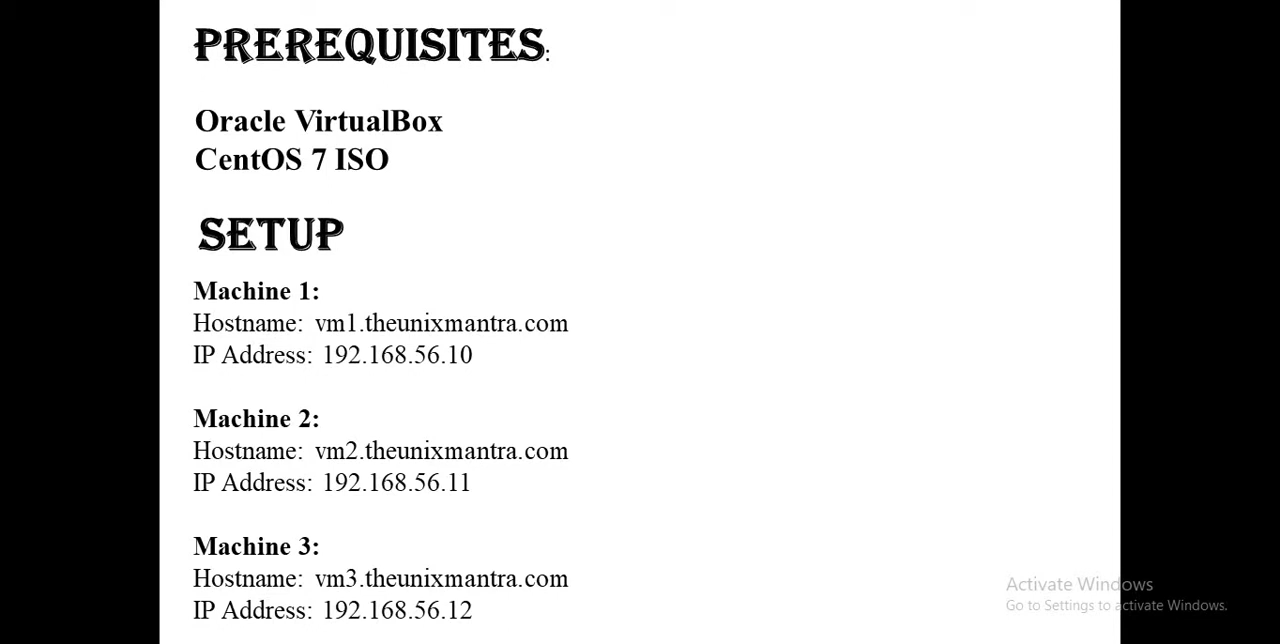 PREREQUISITES:
Oracle VirtualBox
CentOS 7 ISO
SETUP
Machine 1:
Hostname: vm1.theunixmantra.com
IP Address: 192.168.56.10
Machine 2:
Hostname: vm2.theunixmantra.com
IP Address: 192.168.56.11
Machine 3:
Hostname: vm3.theunixmantra.com
IP Address: 192.168.56.12
Activate Windows
Go to Settings to activate Windows.